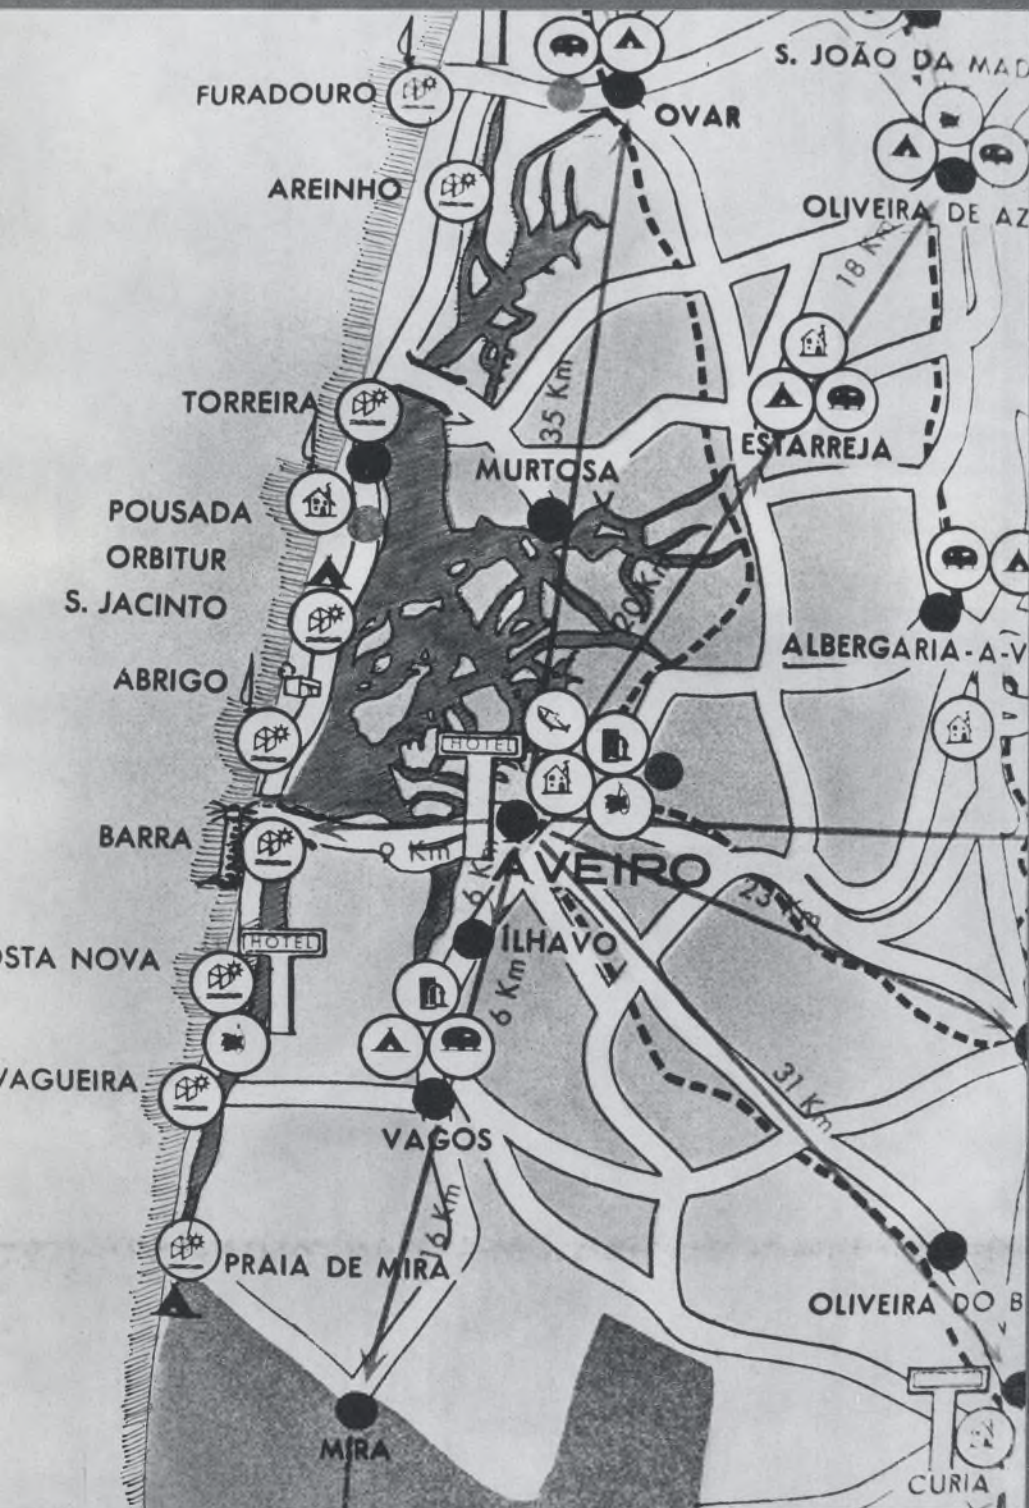 S. JOÃO DA MAD
FURADOURO
OVAR
AREINHO
OLIVEIRA DE AZ
18 Km
TORREIRA
35 Km
ESTARREJA
MURTOSA
POUSADA
ORBITUR
S. JACINTO
20 Km
ALBERGARIA-A-V
ABRIGO
HOTEL
BARRA
9 Km
AVEIRO
6 Km
23 Km
HOTEL
ÍLHAVO
OSTA NOVA
6 Km
VAGUEIRA
31 Km
VAGOS
16 Km
PRAIA DE MIRA
OLIVEIRA DO B
MIRA
CURIA